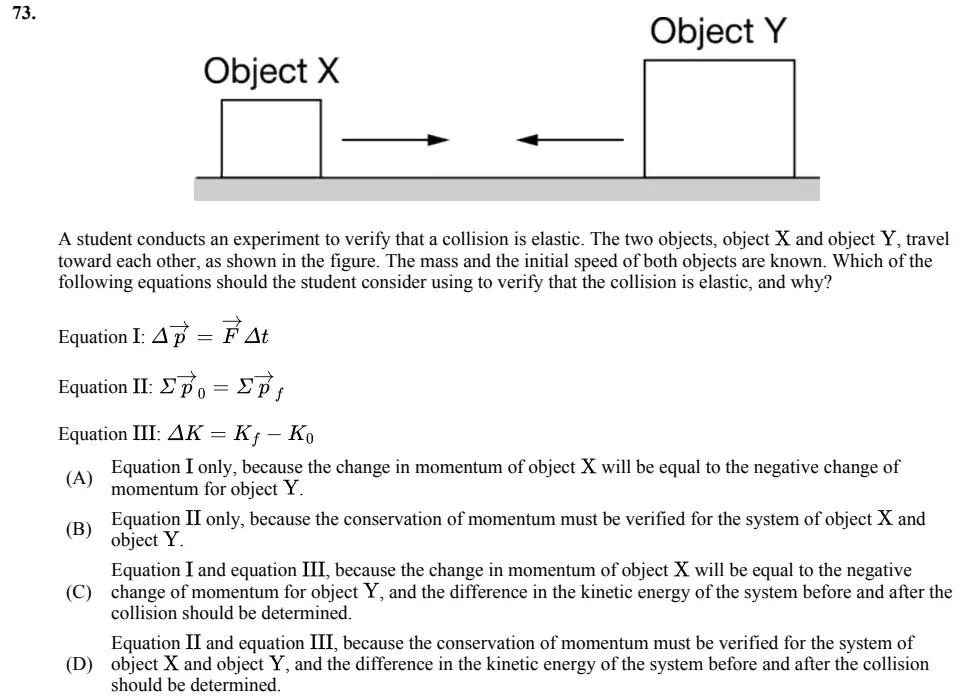 73.
Object X
Object Y
A student conducts an experiment to verify that a collision is elastic. The two objects, object X and object Y, travel
toward each other, as shown in the figure. The mass and the initial speed of both objects are known. Which of the
following equations should the student consider using to verify that the collision is elastic, and why?
Equation I: Δp⃗ = F⃗ Δt
Equation II: Σp⃗₀ = Σp⃗_f
Equation III: ΔK = K_f − K₀
(A) Equation I only, because the change in momentum of object X will be equal to the negative change of
momentum for object Y.
(B) Equation II only, because the conservation of momentum must be verified for the system of object X and
object Y.
(C) Equation I and equation III, because the change in momentum of object X will be equal to the negative
change of momentum for object Y, and the difference in the kinetic energy of the system before and after the
collision should be determined.
(D) Equation II and equation III, because the conservation of momentum must be verified for the system of
object X and object Y, and the difference in the kinetic energy of the system before and after the collision
should be determined.